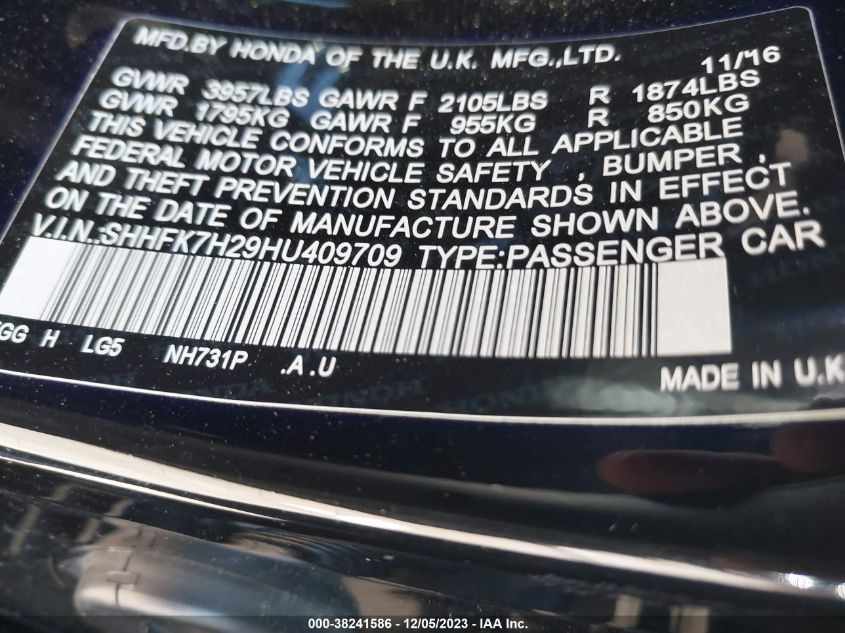 MFD.BY HONDA OF THE U.K. MFG.,LTD. 11/16
GVWR 3957LBS GAWR F 2105LBS R 1874LBS
GVWR 1795KG GAWR F 955KG R 850KG
THIS VEHICLE CONFORMS TO ALL APPLICABLE
FEDERAL MOTOR VEHICLE SAFETY , BUMPER ,
AND THEFT PREVENTION STANDARDS IN EFFECT
ON THE DATE OF MANUFACTURE SHOWN ABOVE.
V.I.N.:SHHFK7H29HU409709 TYPE:PASSENGER CAR
H LG5 NH731P .A.U
MADE IN U.K
000-38241586 - 12/05/2023 - IAA Inc.